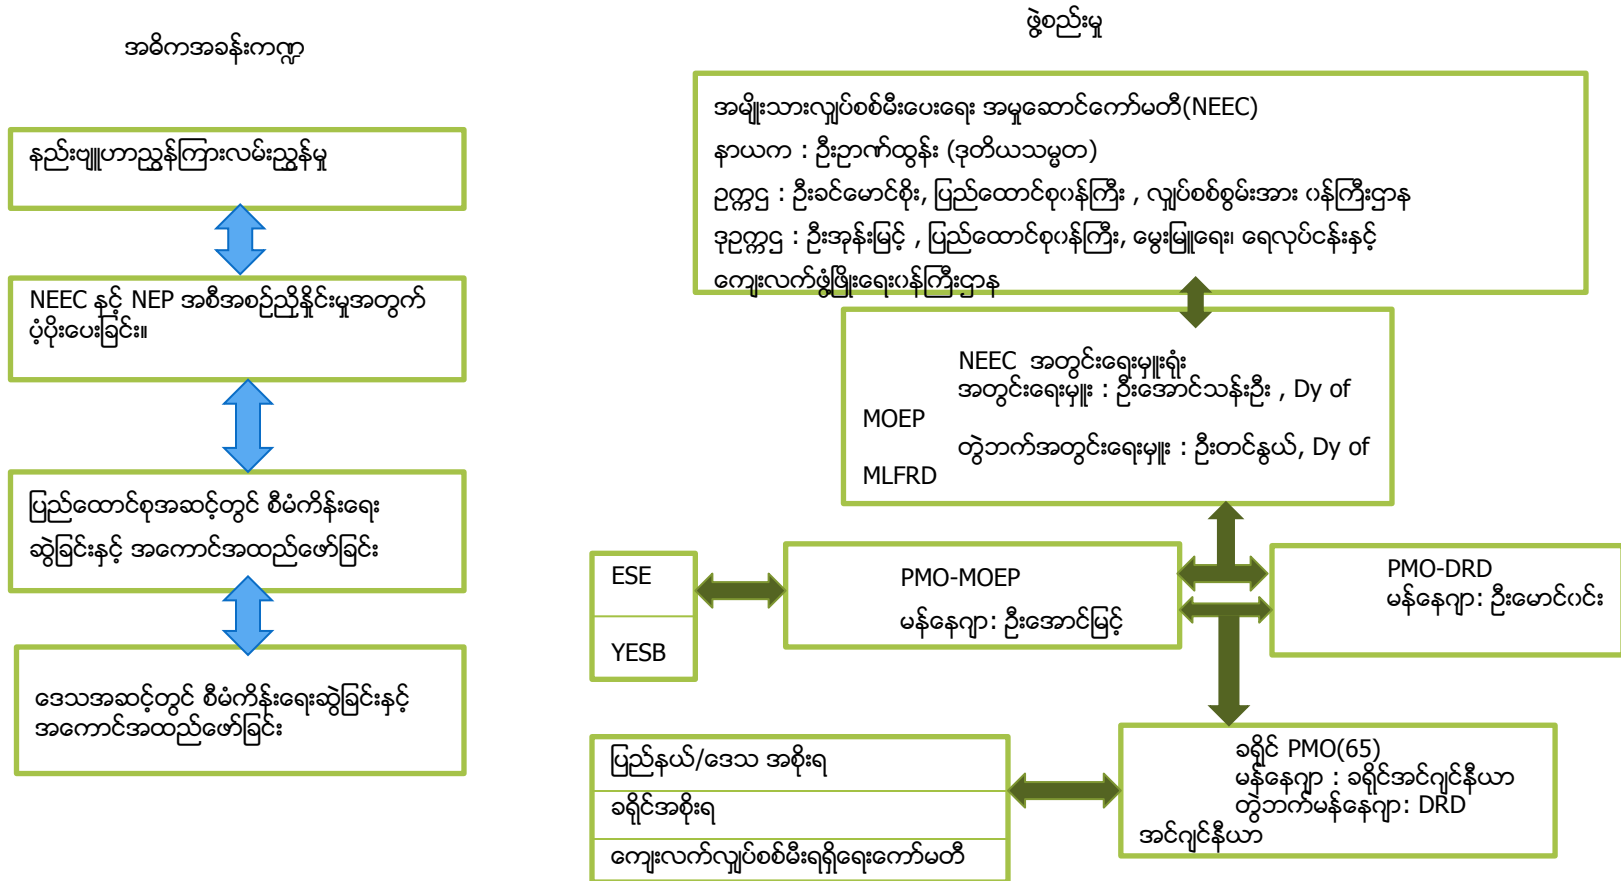 အဓိကအခန်းကဏ္ဍ
နည်းဗျူဟာညွှန်ကြားလမ်းညွှန်မှု
NEEC နှင့် NEP အစီအစဉ်ညှိနှိုင်းမှုအတွက်
ပံ့ပိုးပေးခြင်း။
ပြည်ထောင်စုအဆင့်တွင် စီမံကိန်းရေး
ဆွဲခြင်းနှင့် အကောင်အထည်ဖော်ခြင်း
ဒေသအဆင့်တွင် စီမံကိန်းရေးဆွဲခြင်းနှင့်
အကောင်အထည်ဖော်ခြင်း
ဖွဲ့စည်းမှု
အမျိုးသားလျှပ်စစ်မီးပေးရေး အမှုဆောင်ကော်မတီ(NEEC)
နာယက : ဦးဉာဏ်ထွန်း (ဒုတိယသမ္မတ)
ဥက္ကဌ : ဦးခင်မောင်စိုး, ပြည်ထောင်စု၀န်ကြီး , လျှပ်စစ်စွမ်းအား ၀န်ကြီးဌာန
ဒုဥက္ကဌ : ဦးအုန်းမြင့် , ပြည်ထောင်စု၀န်ကြီး, မွေးမြူရေး၊ ရေလုပ်ငန်းနှင့်
ကျေးလက်ဖွံ့ဖြိုးရေး၀န်ကြီးဌာန
NEEC အတွင်းရေးမှူးရုံး
အတွင်းရေးမှူး : ဦးအောင်သန်းဦး , Dy of
MOEP
တွဲဘက်အတွင်းရေးမှူး : ဦးတင်နွယ်, Dy of
MLFRD
ESE
YESB
PMO-MOEP
မန်နေဂျာ: ဦးအောင်မြင့်
PMO-DRD
မန်နေဂျာ: ဦးမောင်၀င်း
ပြည်နယ်/ဒေသ အစိုးရ
ခရိုင်အစိုးရ
ကျေးလက်လျှပ်စစ်မီးရရှိရေးကော်မတီ
ခရိုင် PMO(65)
မန်နေဂျာ : ခရိုင်အင်ဂျင်နီယာ
တွဲဘက်မန်နေဂျာ: DRD
အင်ဂျင်နီယာ